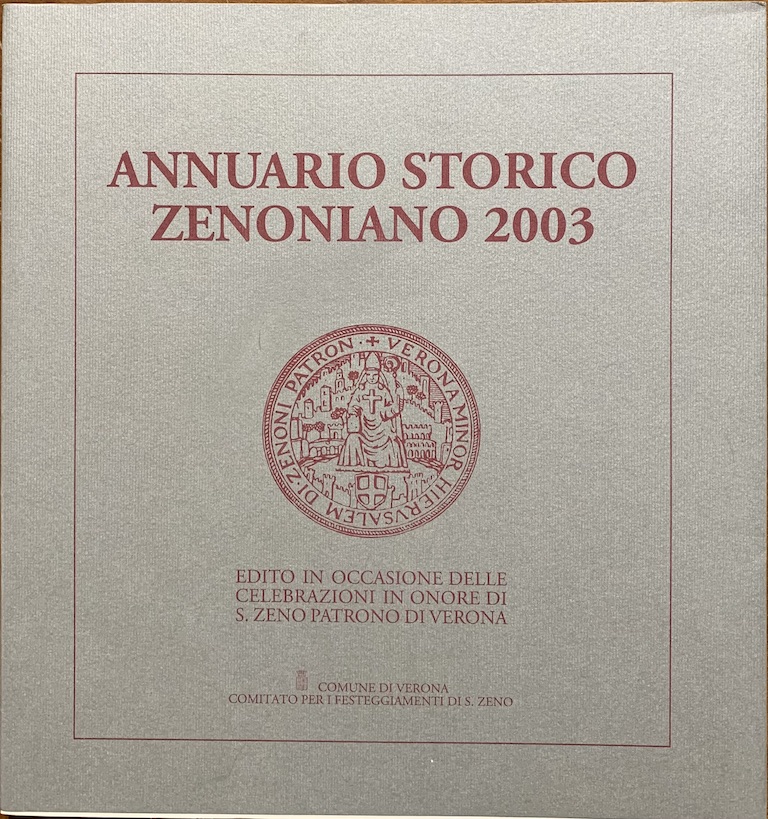 ANNUARIO STORICO
ZENONIANO 2003
+ VERONA MINOR HIERVSALEM DI · ZENONI PATRON ·
EDITO IN OCCASIONE DELLE
CELEBRAZIONI IN ONORE DI
S. ZENO PATRONO DI VERONA
COMUNE DI VERONA
COMITATO PER I FESTEGGIAMENTI DI S. ZENO